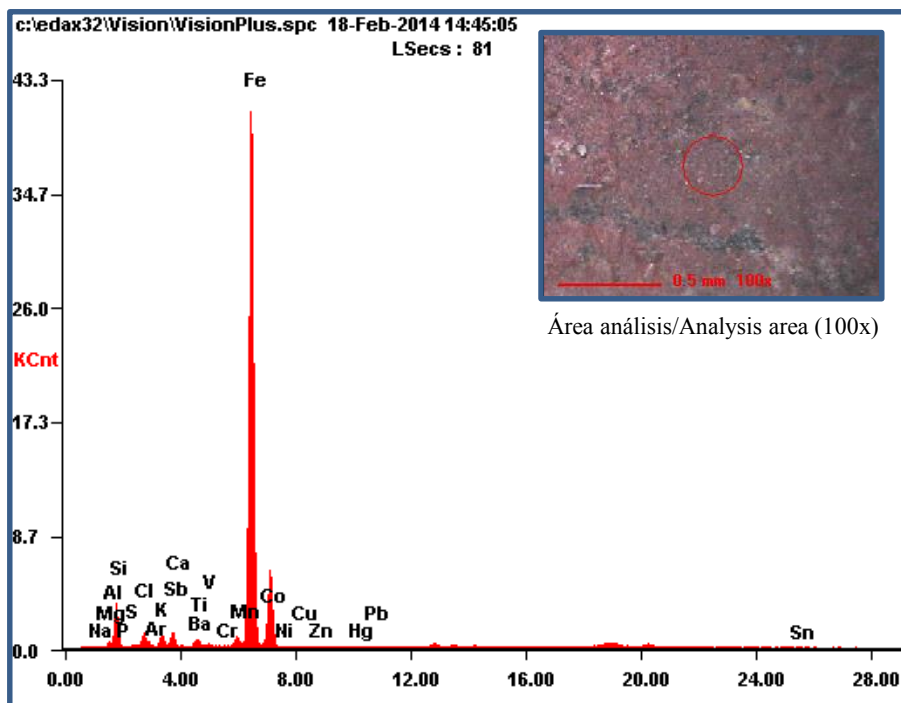 c:\edax32\Vision\VisionPlus.spc 18-Feb-2014 14:45:05
LSecs : 81
43.3
34.7
26.0
KCnt
17.3
8.7
0.0
Fe
Si
Al
Mg
Na
P
S
Cl
Ar
K
Ca
Sb
V
Ti
Ba
Cr
Mn
Co
Ni
Cu
Zn
Hg
Pb
Sn
0.00 4.00 8.00 12.00 16.00 20.00 24.00 28.00
0.5 mm 100x
Área análisis/Analysis area (100x)